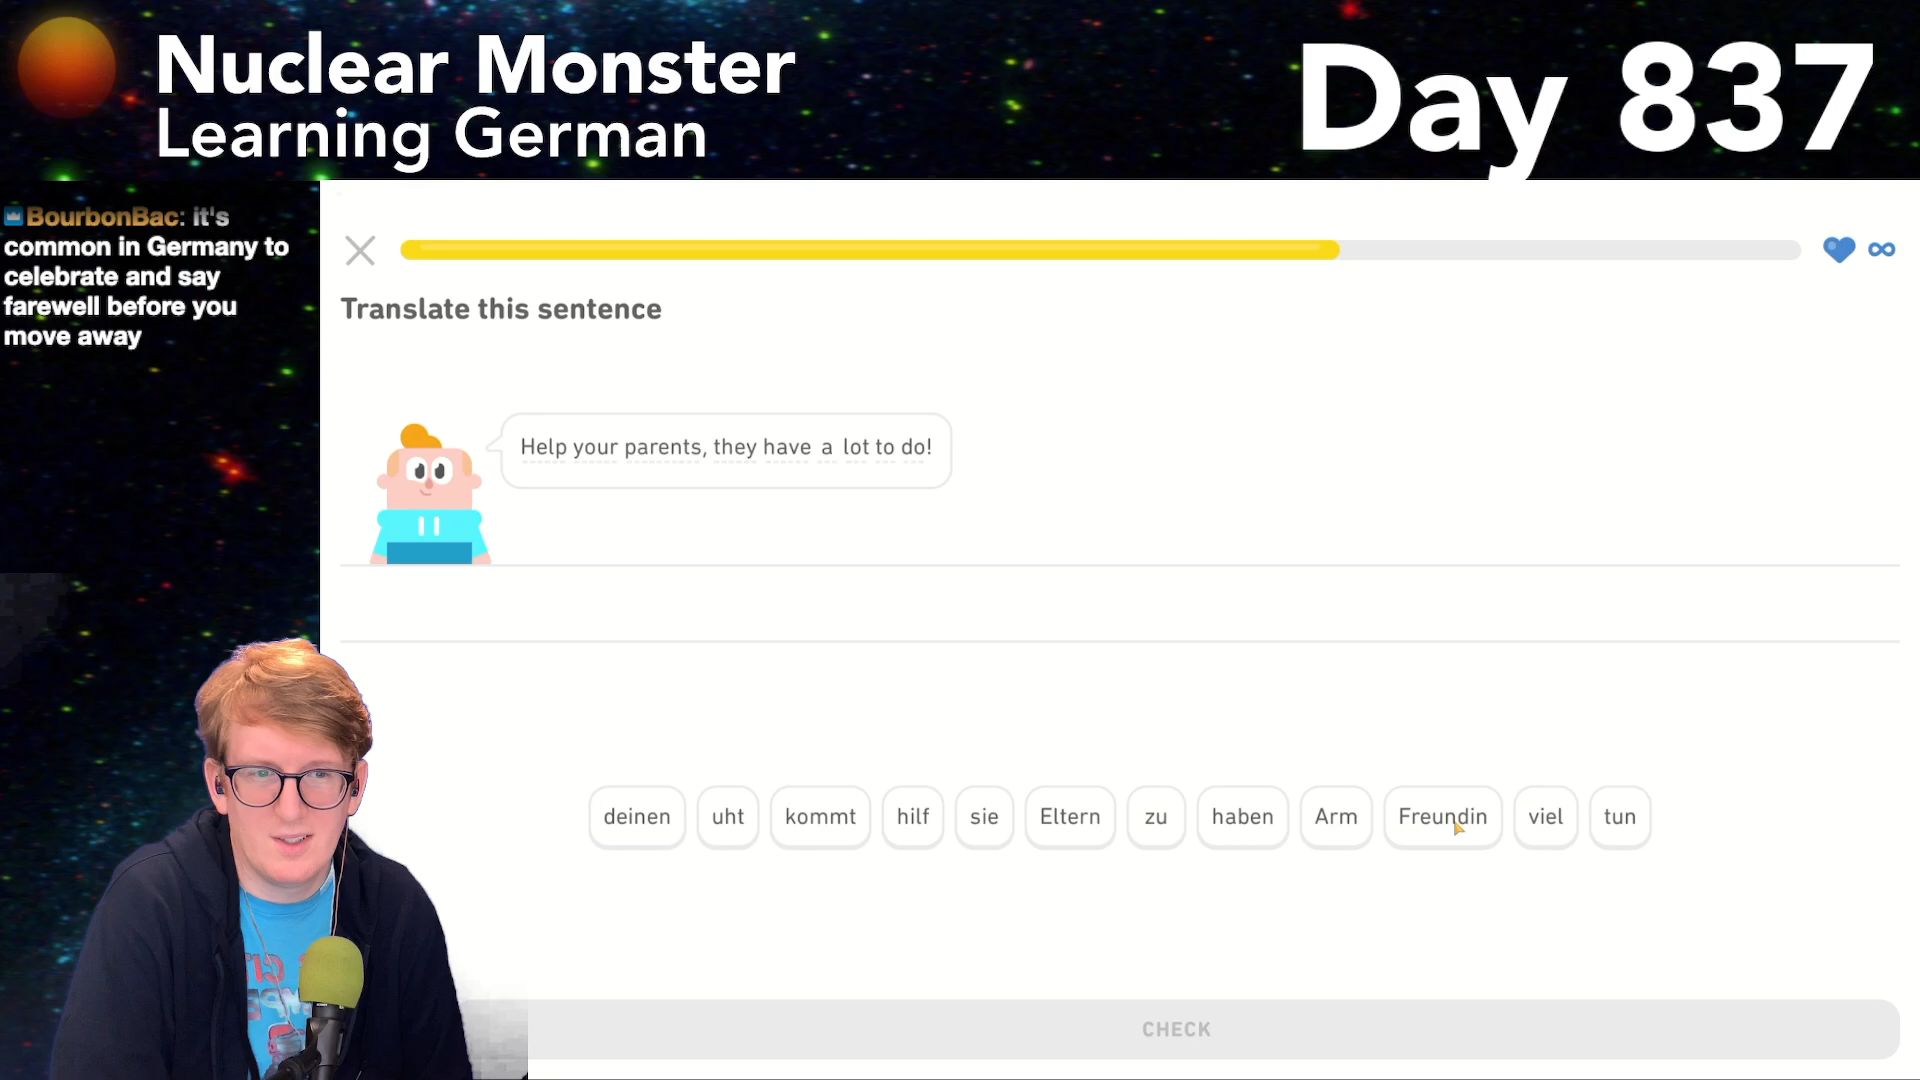 Nuclear Monster
Learning German
Day 837
BourbonBac: it's
common in Germany to
celebrate and say
farewell before you
move away
Translate this sentence
Help your parents, they have a lot to do!
deinen uht kommt hilf sie Eltern zu haben Arm Freundin viel tun
CHECK